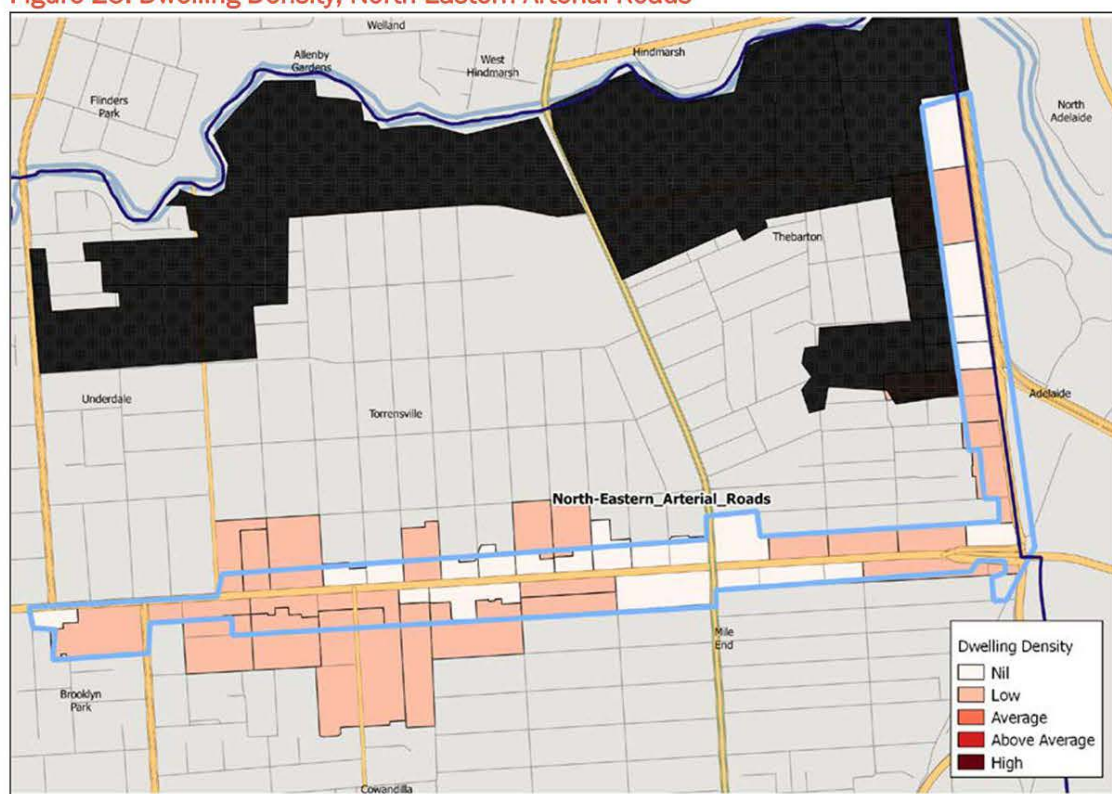 Figure 23: Dwelling Density, North-Eastern Arterial Roads
Welland
Allenby
Gardens
West
Hindmarsh
Hindmarsh
Flinders
Park
North
Adelaide
Thebarton
Underdale
Torrensville
Adelaide
North-Eastern_Arterial_Roads
Mile
End
Brooklyn
Park
Cowandilla
Dwelling Density
Nil
Low
Average
Above Average
High